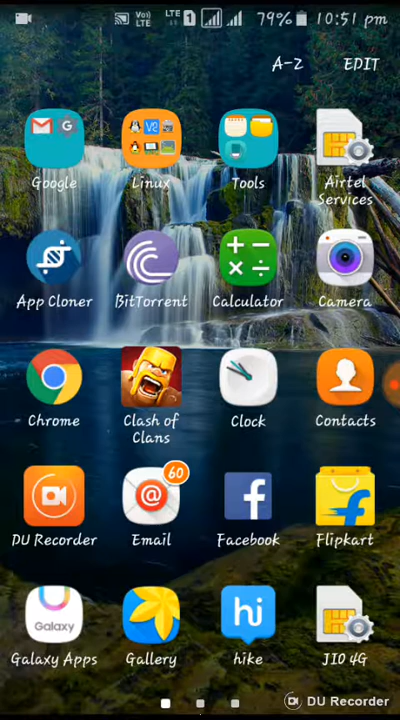 Vo)) LTE LTE 1 79% 10:51 pm
A-Z EDIT
Google Linux Tools Airtel Services
App Cloner BitTorrent Calculator Camera
Chrome Clash of Clans Clock Contacts
DU Recorder Email 60 Facebook Flipkart
Galaxy
Galaxy Apps Gallery hike JIO 4G
hi
DU Recorder